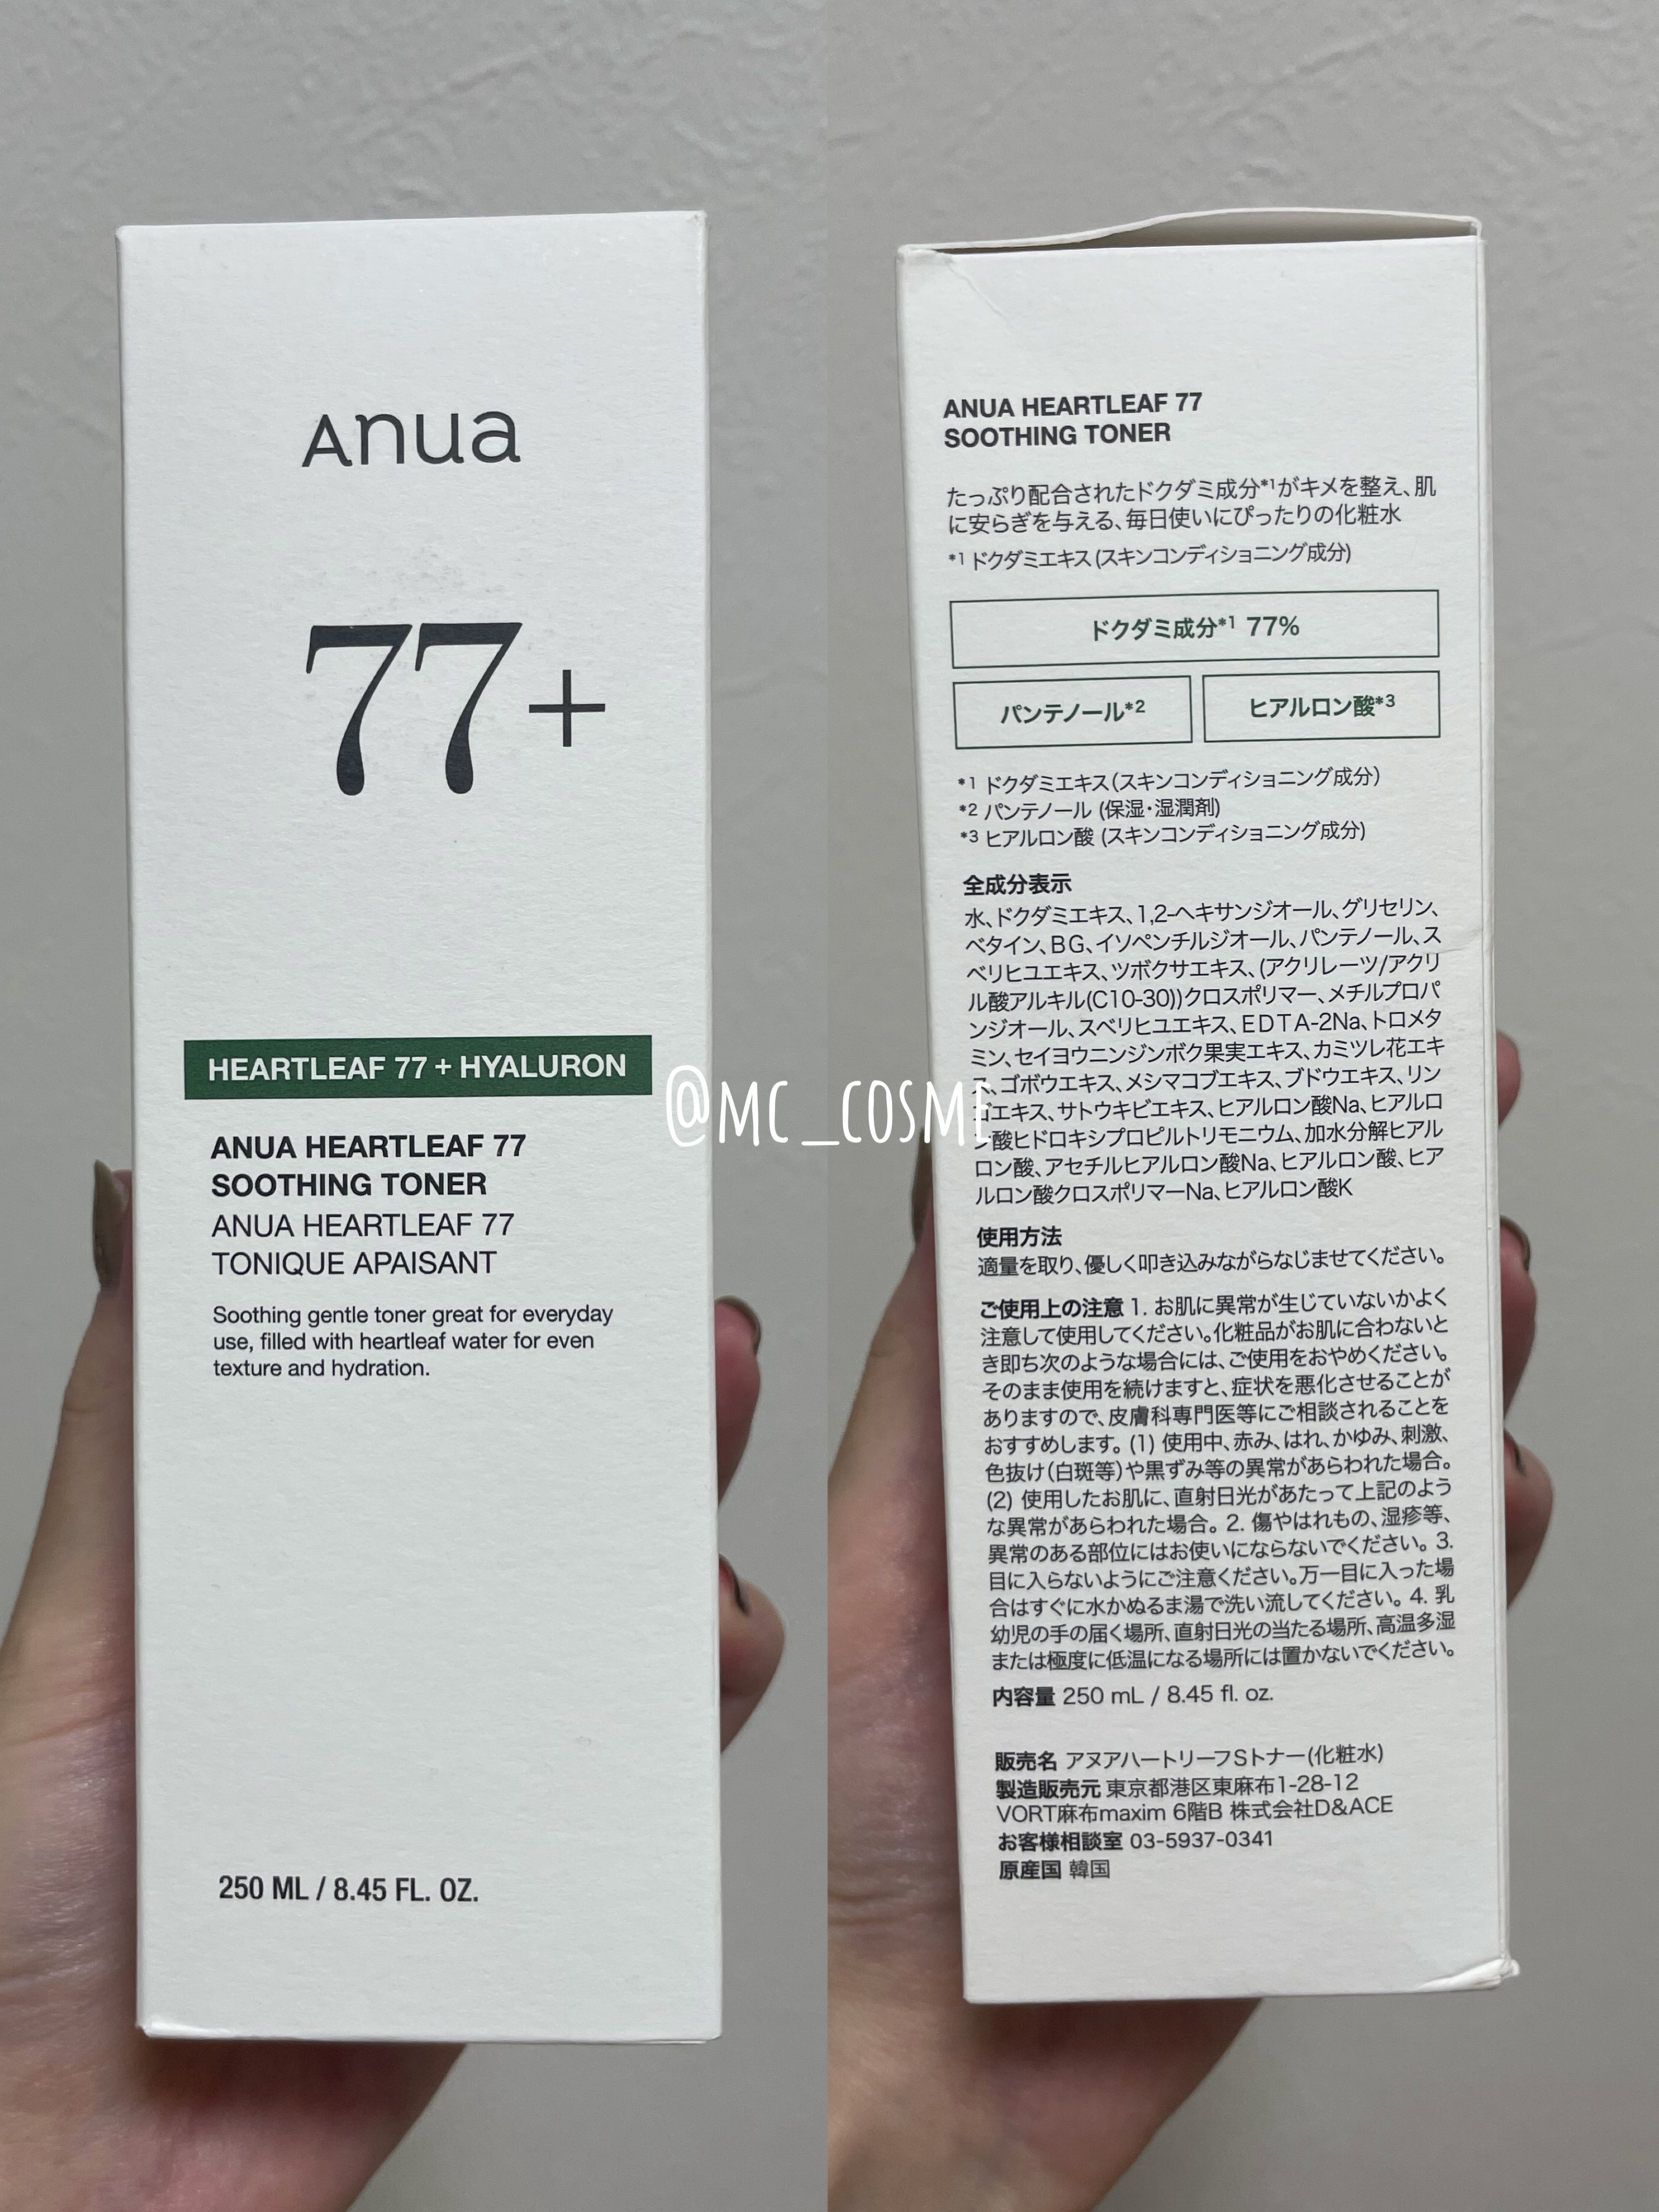 Anua
77+
HEARTLEAF 77 + HYALURON
ANUA HEARTLEAF 77
SOOTHING TONER
ANUA HEARTLEAF 77
TONIQUE APAISANT
Soothing gentle toner great for everyday
use, filled with heartleaf water for even
texture and hydration.
250 ML / 8.45 FL. OZ.
@MC_COSME
ANUA HEARTLEAF 77
SOOTHING TONER
たっぷり配合されたドクダミ成分*1がキメを整え、肌
に安らぎを与える、毎日使いにぴったりの化粧水
*1 ドクダミエキス(スキンコンディショニング成分)
ドクダミ成分*1 77%
パンテノール*2
ヒアルロン酸*3
*1 ドクダミエキス(スキンコンディショニング成分)
*2 パンテノール (保湿・湿潤剤)
*3 ヒアルロン酸 (スキンコンディショニング成分)
全成分表示
水、ドクダミエキス、1,2-ヘキサンジオール、グリセリン、
ベタイン、BG、イソペンチルジオール、パンテノール、ス
ベリヒユエキス、ツボクサエキス、(アクリレーツ/アクリ
ル酸アルキル(C10-30))クロスポリマー、メチルプロパ
ンジオール、スベリヒユエキス、EDTA-2Na、トロメタ
ミン、セイヨウニンジンボク果実エキス、カミツレ花エキ
ス、ゴボウエキス、メシマコブエキス、ブドウエキス、リン
ゴエキス、サトウキビエキス、ヒアルロン酸Na、ヒアルロ
ン酸ヒドロキシプロピルトリモニウム、加水分解ヒアル
ロン酸、アセチルヒアルロン酸Na、ヒアルロン酸、ヒア
ルロン酸クロスポリマーNa、ヒアルロン酸K
使用方法
適量を取り、優しく叩き込みながらなじませてください。
ご使用上の注意 1. お肌に異常が生じていないかよく
注意して使用してください。化粧品がお肌に合わないと
き即ち次のような場合には、ご使用をおやめください。
そのまま使用を続けますと、症状を悪化させることが
ありますので、皮膚科専門医等にご相談されることを
おすすめします。(1) 使用中、赤み、はれ、かゆみ、刺激、
色抜け(白斑等)や黒ずみ等の異常があらわれた場合。
(2) 使用したお肌に、直射日光があたって上記のよう
な異常があらわれた場合。2. 傷やはれもの、湿疹等、
異常のある部位にはお使いにならないでください。3.
目に入らないようにご注意ください。万一目に入った場
合はすぐに水かぬるま湯で洗い流してください。4. 乳
幼児の手の届く場所、直射日光の当たる場所、高温多湿
または極度に低温になる場所には置かないでください。
内容量 250 mL / 8.45 fl. oz.
販売名 アヌアハートリーフSトナー(化粧水)
製造販売元 東京都港区東麻布1-28-12
VORT麻布maxim 6階B 株式会社D&ACE
お客様相談室 03-5937-0341
原産国 韓国